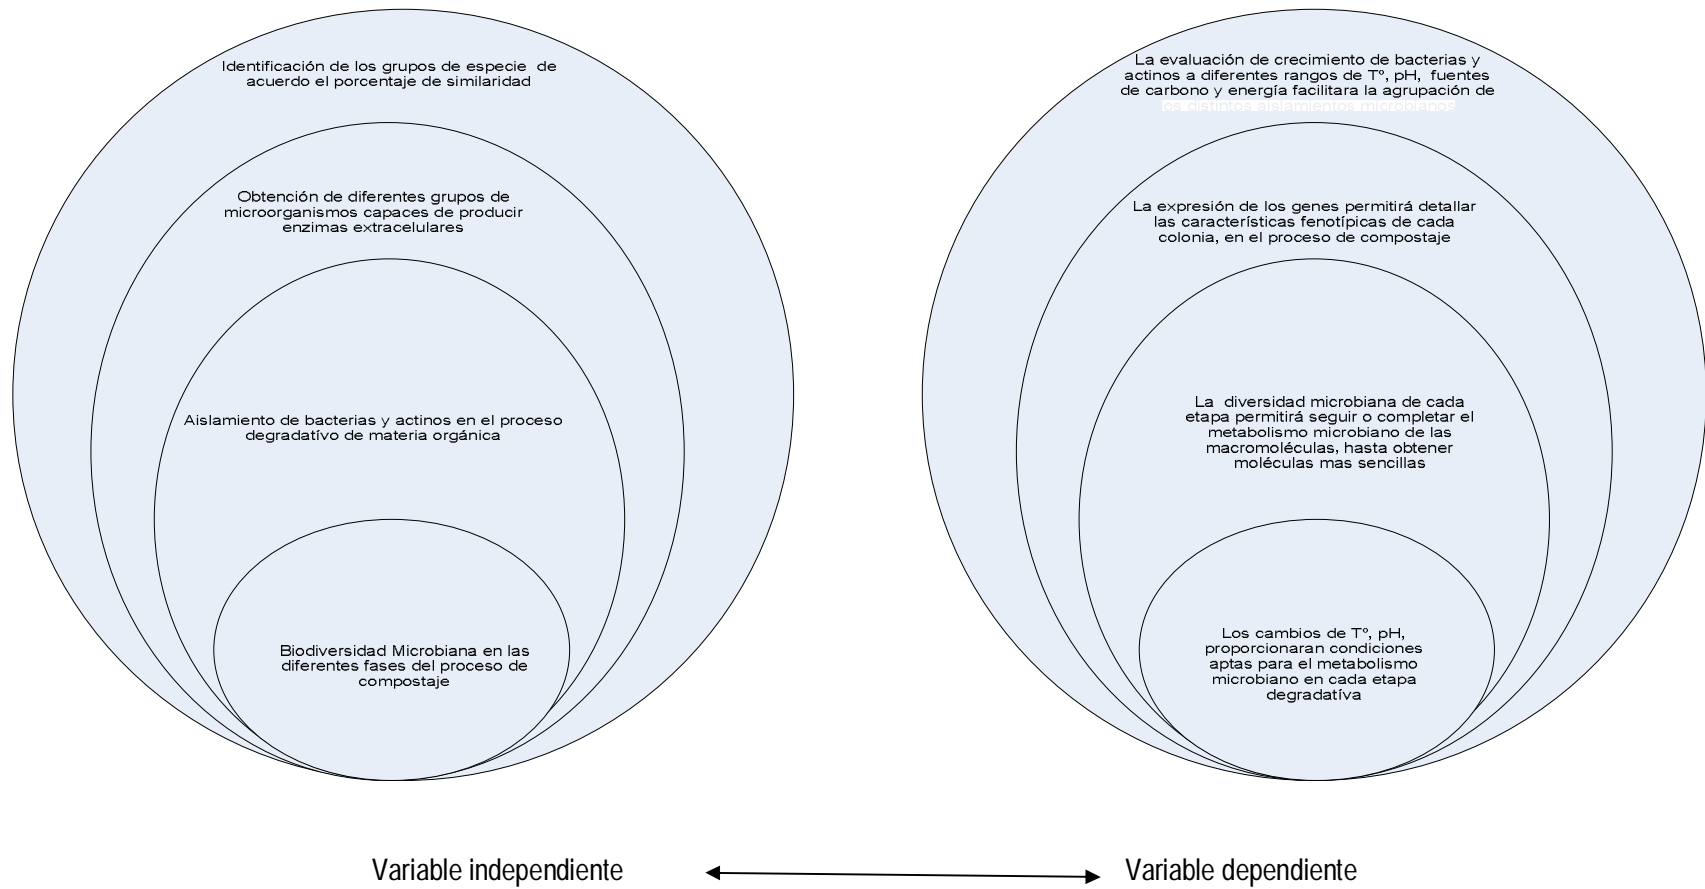 Identificación de los grupos de especie de
acuerdo el porcentaje de similaridad
Obtención de diferentes grupos de
microorganismos capaces de producir
enzimas extracelulares
Aislamiento de bacterias y actinos en el proceso
degradatívo de materia orgánica
Biodiversidad Microbiana en las
diferentes fases del proceso de
compostaje
La evaluación de crecimiento de bacterias y
actinos a diferentes rangos de Tº, pH, fuentes
de carbono y energía facilitara la agrupación de
os distintos aislamientos microbianos
La expresión de los genes permitirá detallar
las características fenotípicas de cada
colonia, en el proceso de compostaje
La diversidad microbiana de cada
etapa permitirá seguir o completar el
metabolismo microbiano de las
macromoléculas, hasta obtener
moléculas mas sencillas
Los cambios de Tº, pH,
proporcionaran condiciones
aptas para el metabolismo
microbiano en cada etapa
degradatíva
Variable independiente
Variable dependiente